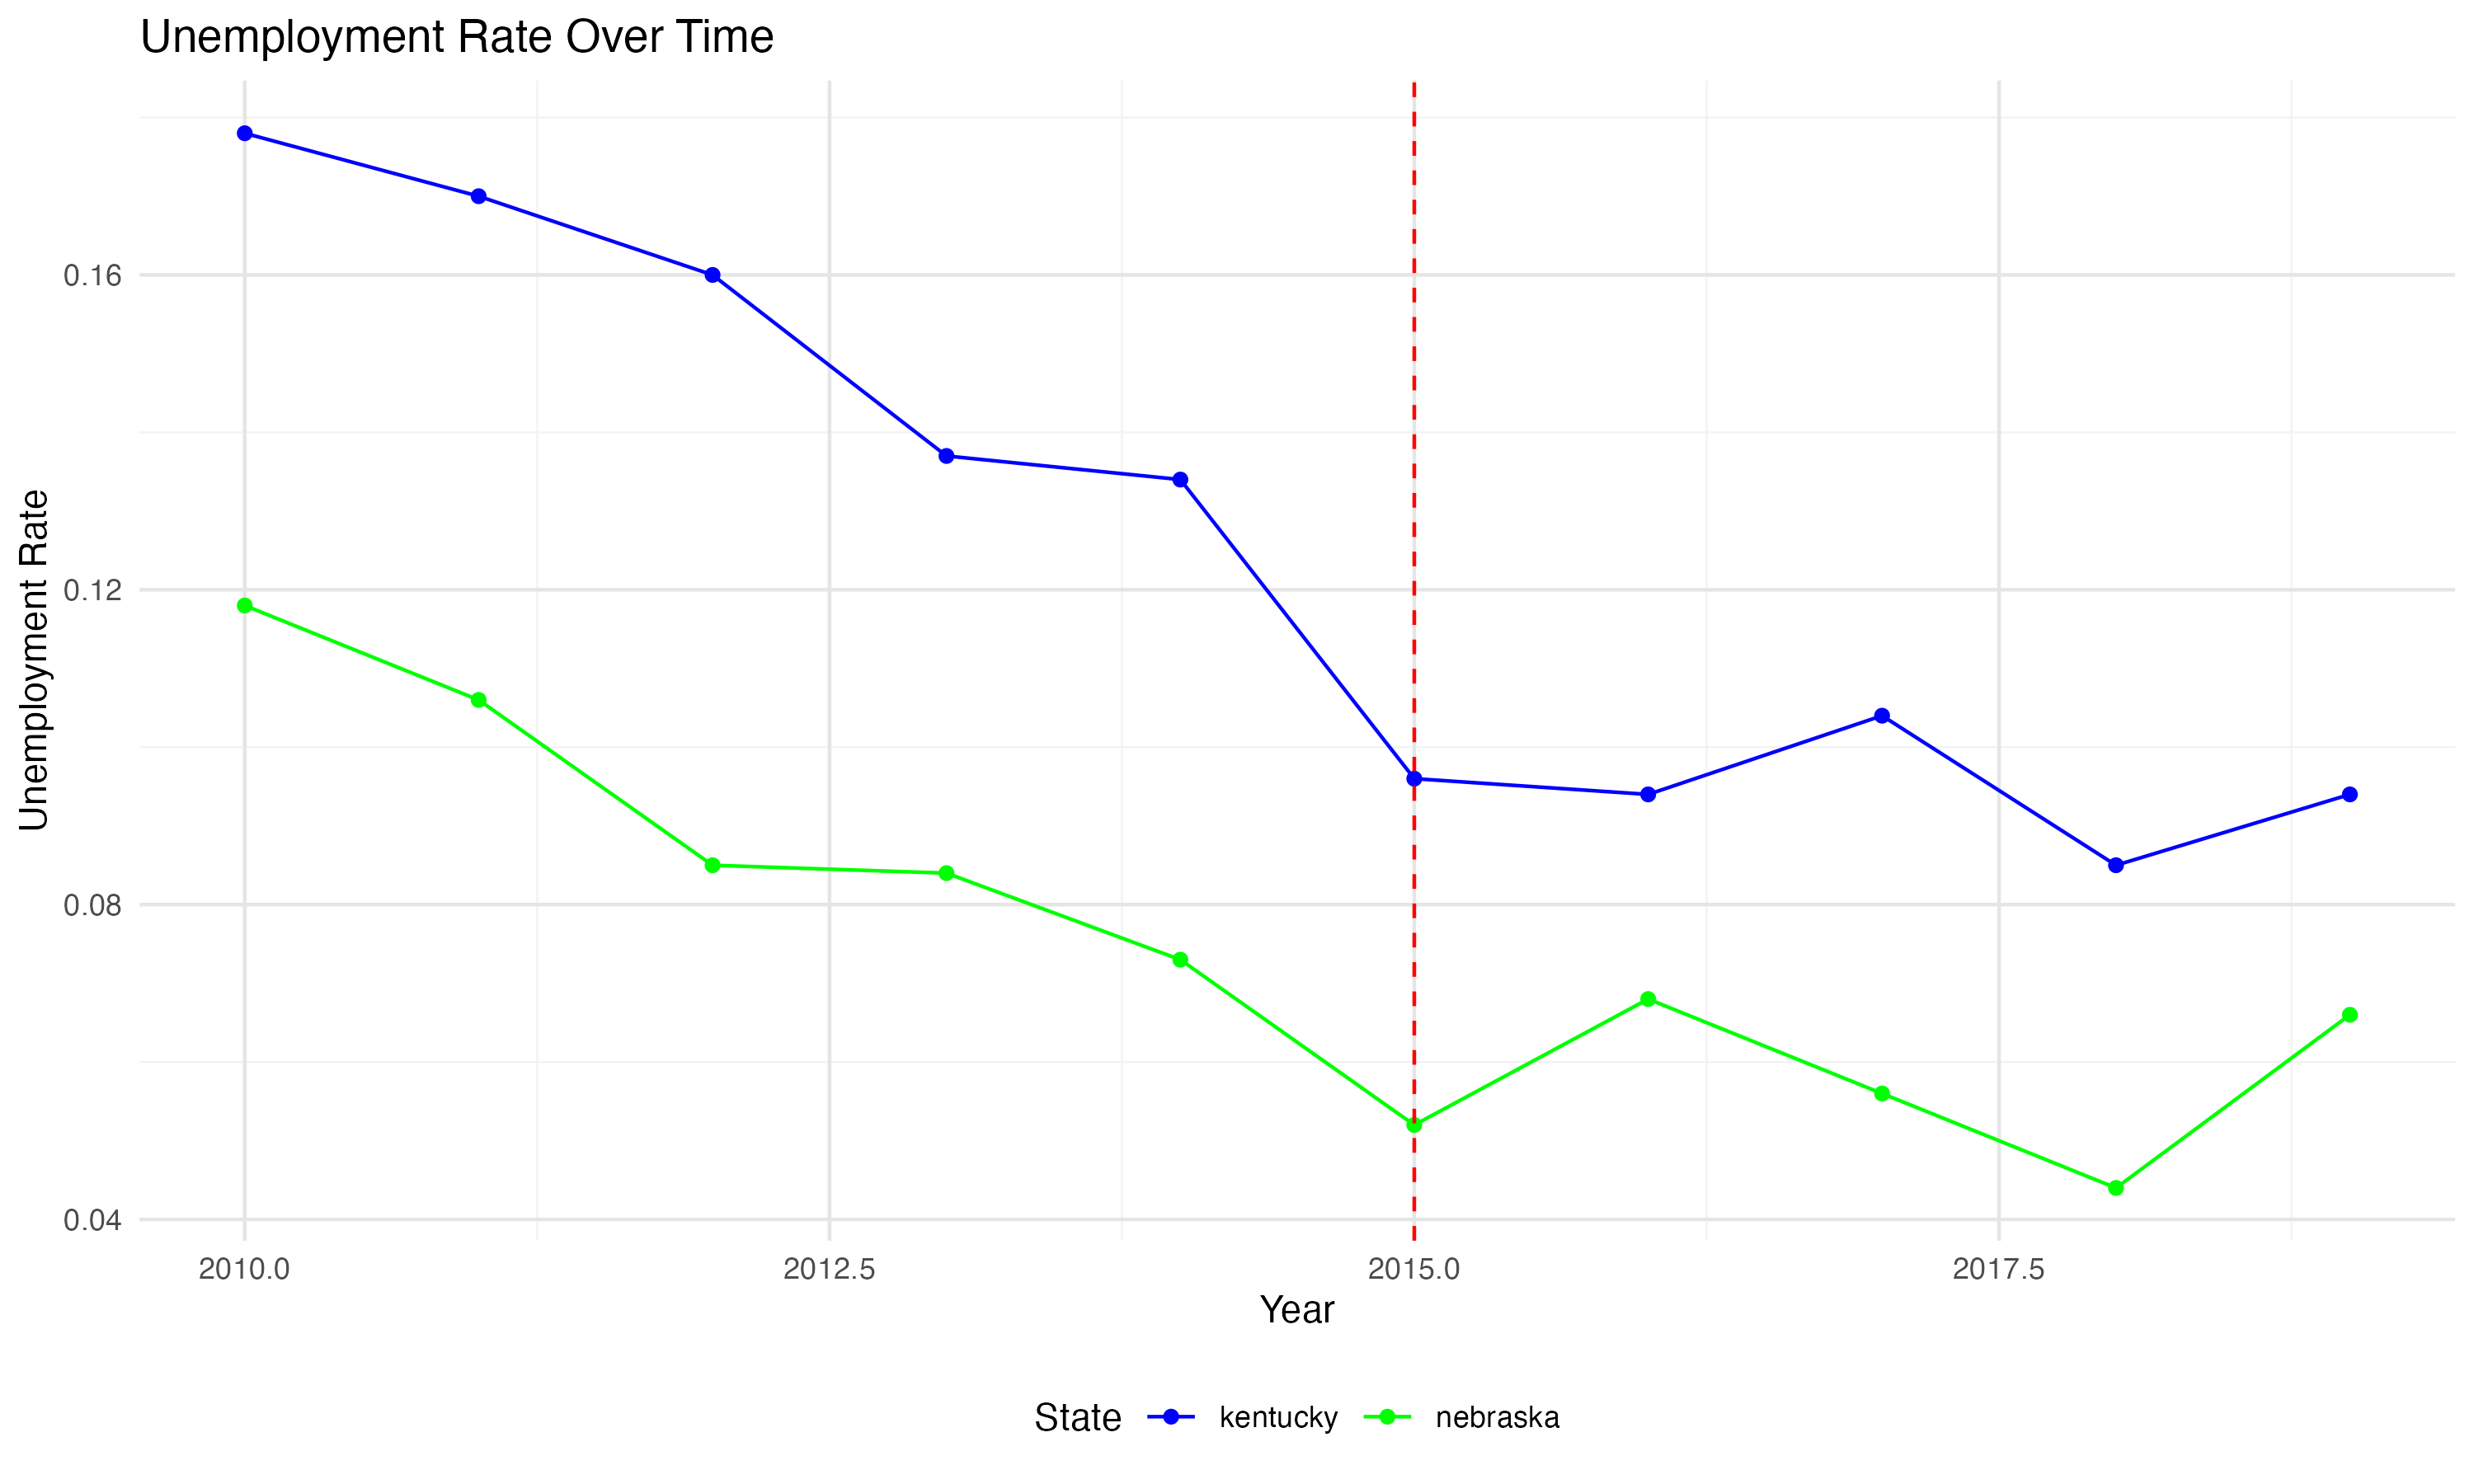 Unemployment Rate Over Time
Unemployment Rate
0.16
0.12
0.08
0.04
2010.0 2012.5 2015.0 2017.5
Year
State kentucky nebraska